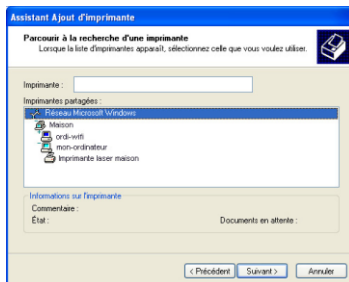 Assistant Ajout d'imprimante
Parcourir à la recherche d'une imprimante
Lorsque la liste d'imprimantes apparaît, sélectionnez celle que vous voulez utiliser.
Imprimante :
Imprimantes partagées :
Réseau Microsoft Windows
Maison
ordi-wifi
mon-ordinateur
Imprimante laser maison
Informations sur l'imprimante
Commentaire :
État :
Documents en attente :
< Précédent
Suivant >
Annuler